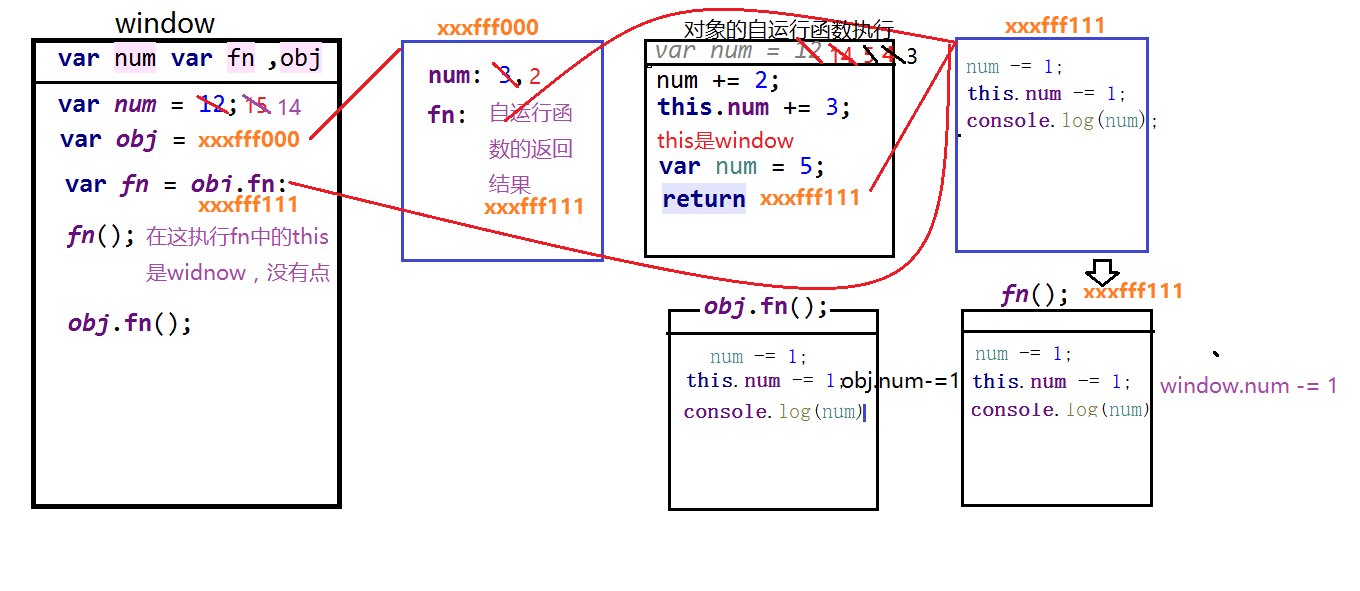 window
var num var fn ,obj
var num = 12; 15 14
var obj = xxxfff000
var fn = obj.fn;
xxxfff111
fn(); 在这执行fn中的this
是widnow，没有点
obj.fn();
xxxfff000
num: 3, 2
fn: 自运行函
数的返回
结果
xxxfff111
对象的自运行函数执行
var num = 12 14 5 4 3
num += 2;
this.num += 3;
this是window
var num = 5;
return xxxfff111
xxxfff111
num -= 1;
this.num -= 1;
console.log(num);
obj.fn();
num -= 1;
this.num -= 1; obj.num-=1
console.log(num)
fn(); xxxfff111
num -= 1;
this.num -= 1; window.num -= 1
console.log(num)